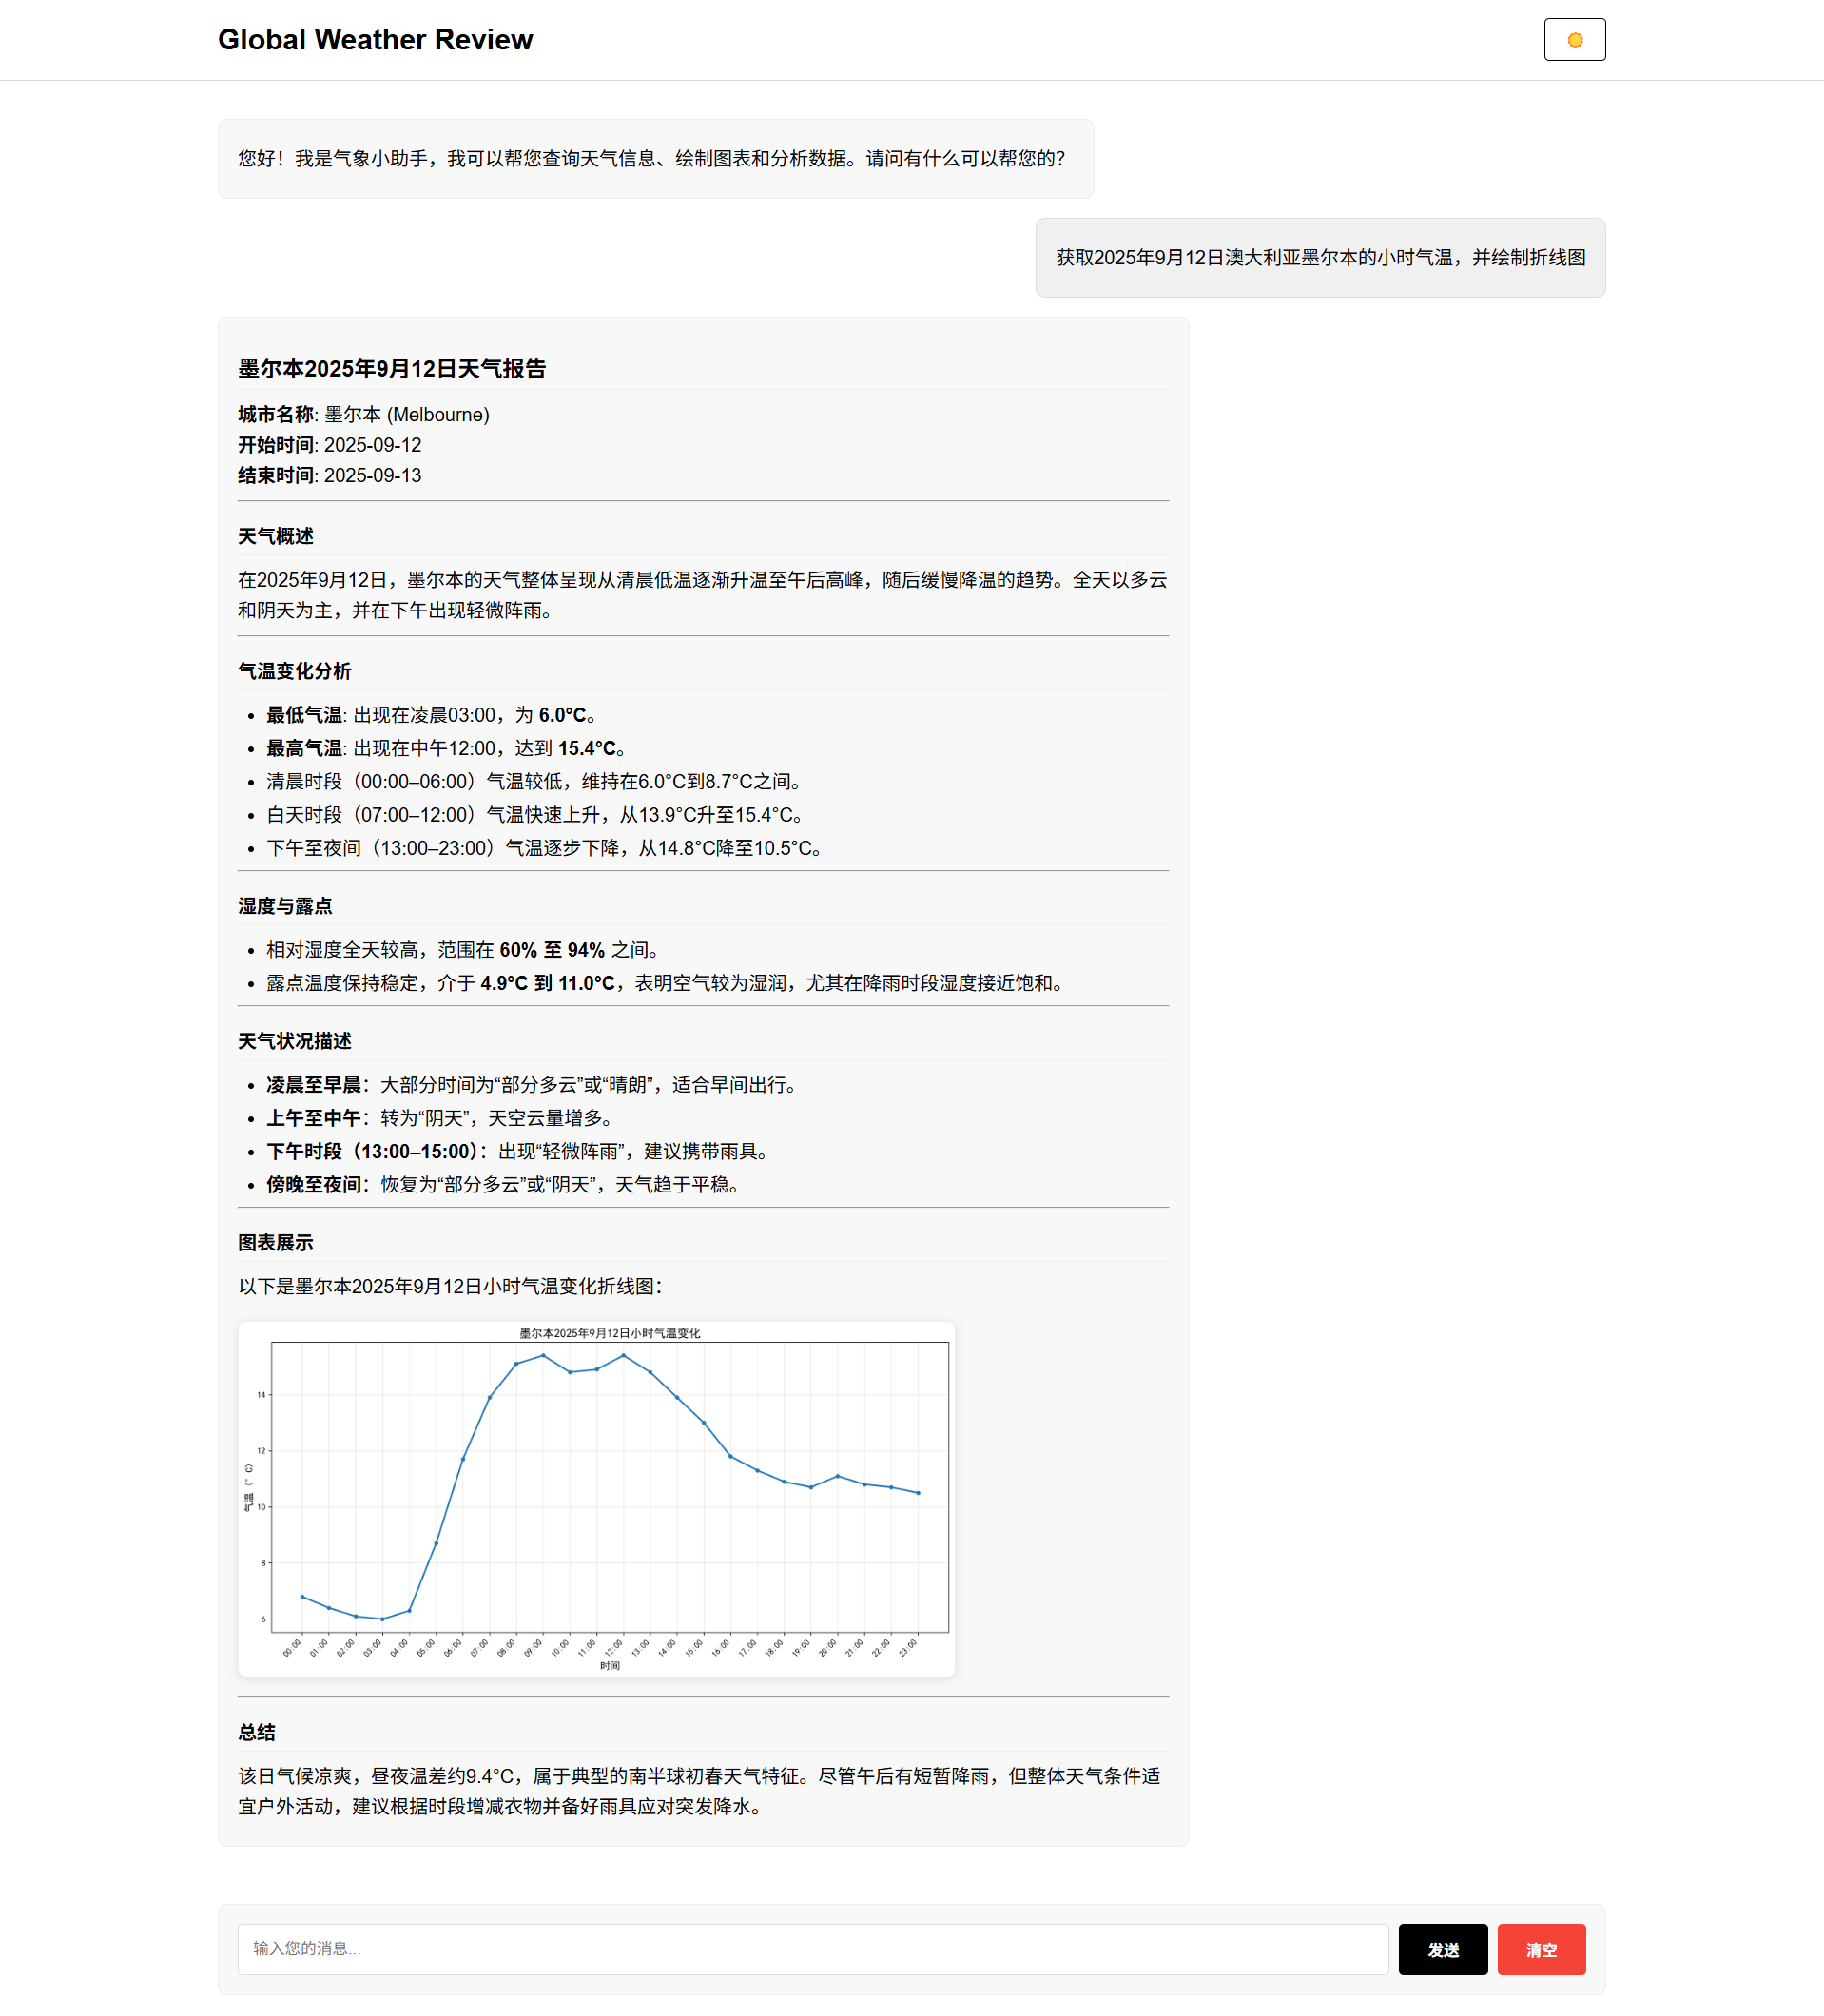 Global Weather Review
您好！我是气象小助手，我可以帮您查询天气信息、绘制图表和分析数据。请问有什么可以帮您的？
获取2025年9月12日澳大利亚墨尔本的小时气温，并绘制折线图
墨尔本2025年9月12日天气报告
城市名称: 墨尔本 (Melbourne)
开始时间: 2025-09-12
结束时间: 2025-09-13
天气概述
在2025年9月12日，墨尔本的天气整体呈现从清晨低温逐渐升温至午后高峰，随后缓慢降温的趋势。全天以多云
和阴天为主，并在下午出现轻微阵雨。
气温变化分析
• 最低气温: 出现在凌晨03:00，为 6.0°C。
• 最高气温: 出现在中午12:00，达到 15.4°C。
• 清晨时段（00:00–06:00）气温较低，维持在6.0°C到8.7°C之间。
• 白天时段（07:00–12:00）气温快速上升，从13.9°C升至15.4°C。
• 下午至夜间（13:00–23:00）气温逐步下降，从14.8°C降至10.5°C。
湿度与露点
• 相对湿度全天较高，范围在 60% 至 94% 之间。
• 露点温度保持稳定，介于 4.9°C 到 11.0°C，表明空气较为湿润，尤其在降雨时段湿度接近饱和。
天气状况描述
• 凌晨至早晨：大部分时间为“部分多云”或“晴朗”，适合早间出行。
• 上午至中午：转为“阴天”，天空云量增多。
• 下午时段（13:00–15:00）：出现“轻微阵雨”，建议携带雨具。
• 傍晚至夜间：恢复为“部分多云”或“阴天”，天气趋于平稳。
图表展示
以下是墨尔本2025年9月12日小时气温变化折线图：
墨尔本2025年9月12日小时气温变化
14
12
10
8
6
气温 (°C)
00:00 01:00 02:00 03:00 04:00 05:00 06:00 07:00 08:00 09:00 10:00 11:00 12:00 13:00 14:00 15:00 16:00 17:00 18:00 19:00 20:00 21:00 22:00 23:00
时间
总结
该日气候凉爽，昼夜温差约9.4°C，属于典型的南半球初春天气特征。尽管午后有短暂降雨，但整体天气条件适
宜户外活动，建议根据时段增减衣物并备好雨具应对突发降水。
输入您的消息...
发送
清空